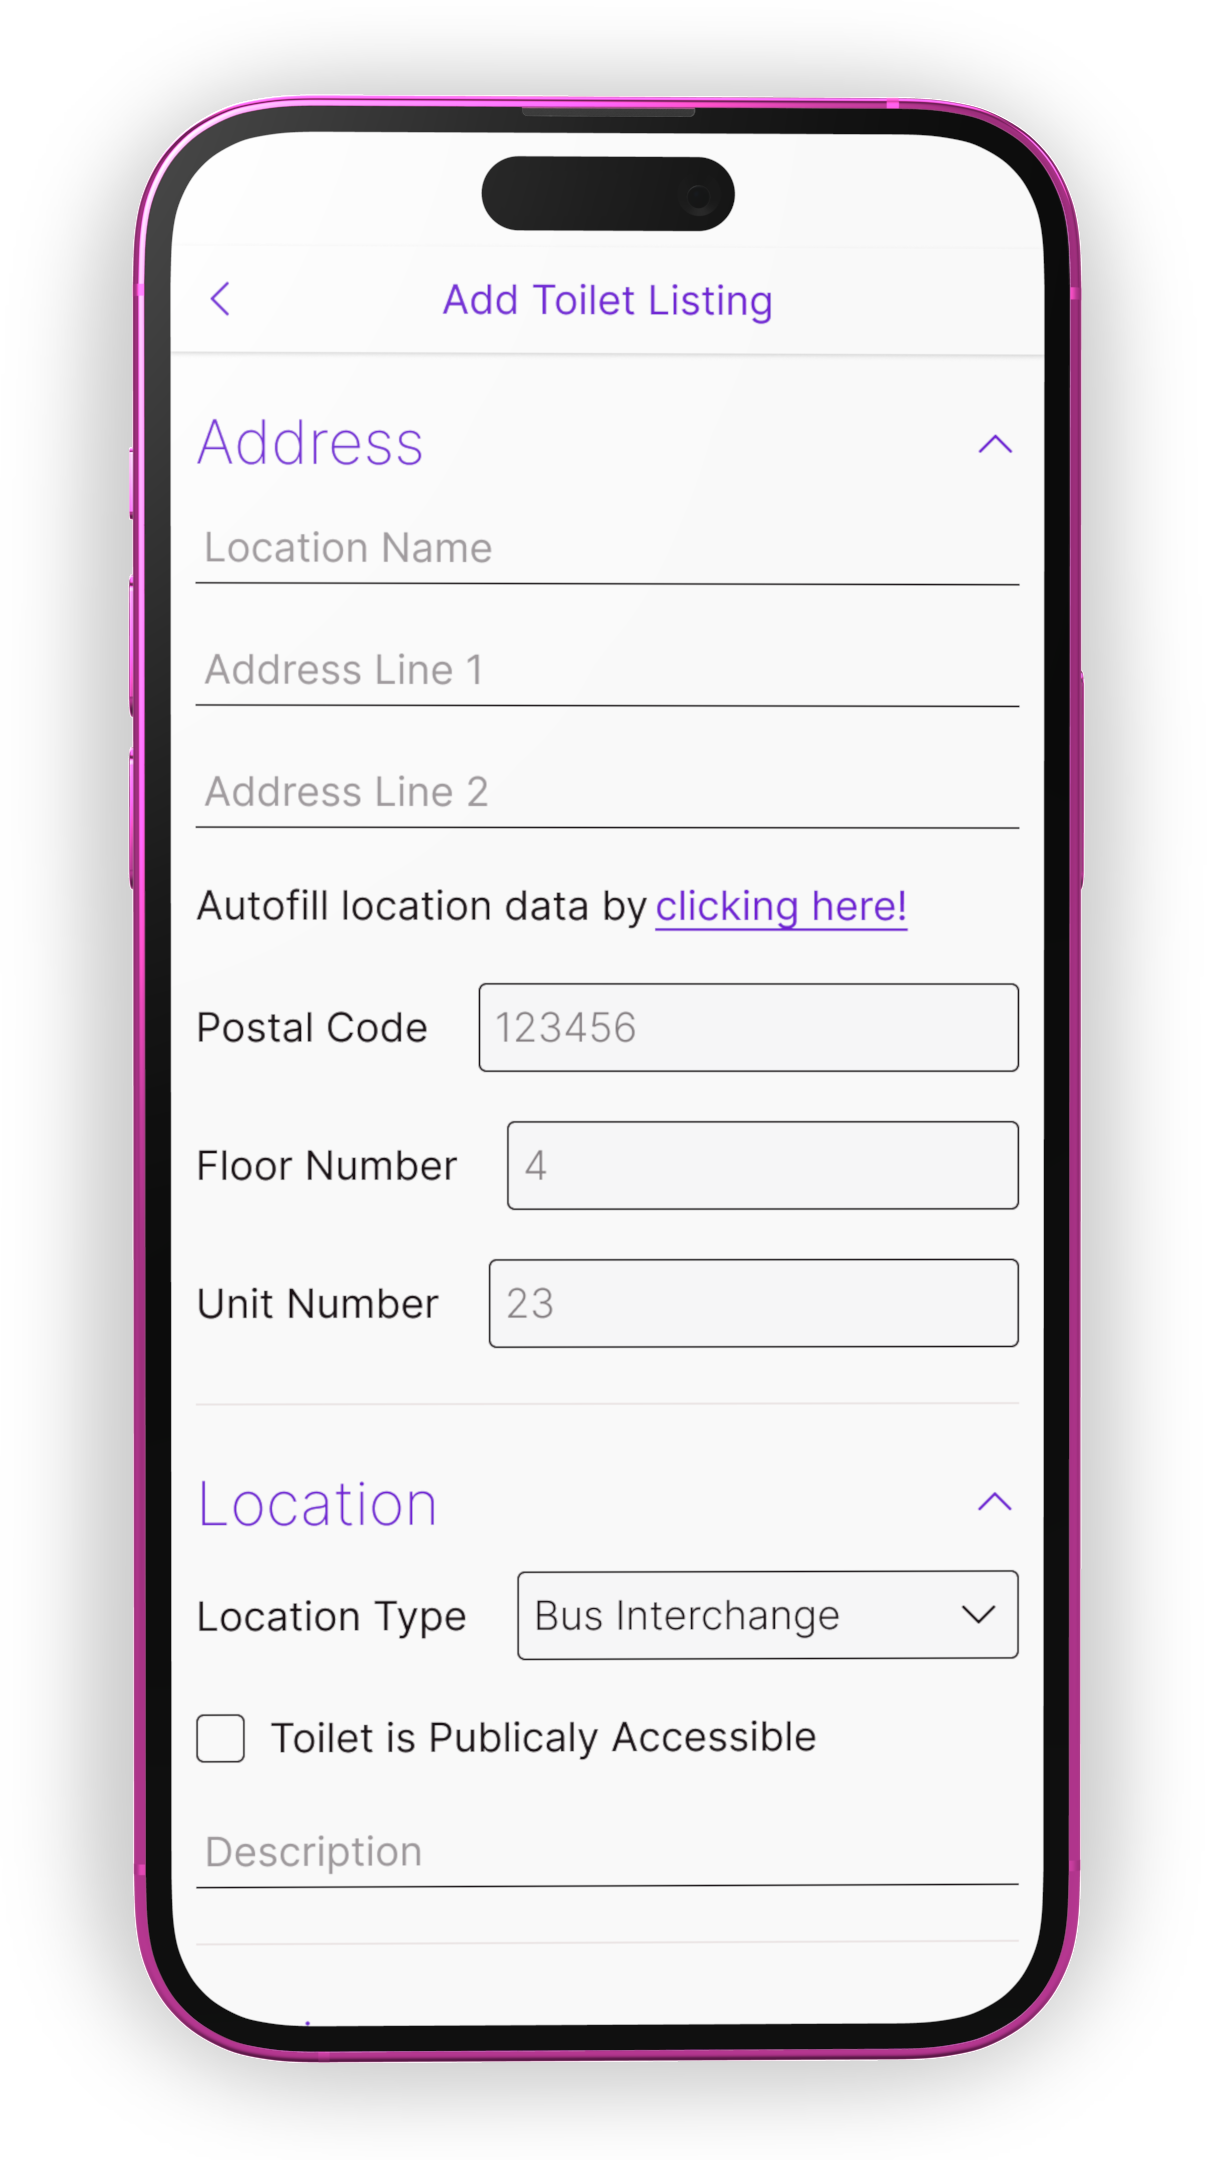 Add Toilet Listing
Address
Location Name
Address Line 1
Address Line 2
Autofill location data by clicking here!
Postal Code 123456
Floor Number 4
Unit Number 23
Location
Location Type Bus Interchange
Toilet is Publicaly Accessible
Description